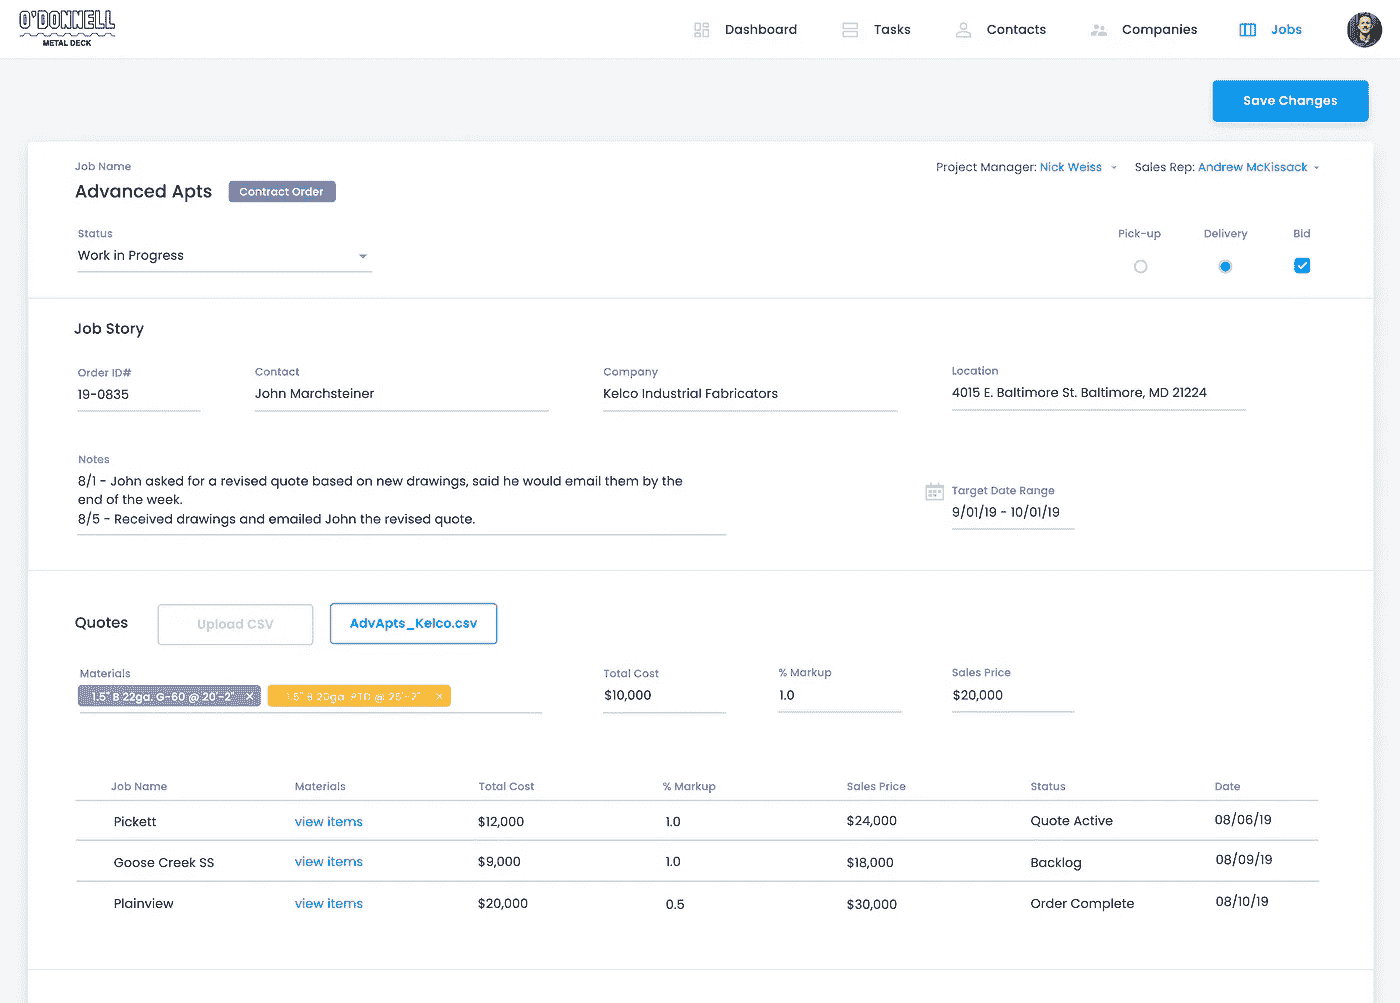 O'DONNELL
METAL DECK
Dashboard Tasks Contacts Companies Jobs
Save Changes
Job Name
Project Manager: Nick Weiss Sales Rep: Andrew McKissack
Advanced Apts Contract Order
Status Pick-up Delivery Bid
Work in Progress
Job Story
Order ID# Contact Company Location
19-0835 John Marchsteiner Kelco Industrial Fabricators 4015 E. Baltimore St. Baltimore, MD 21224
Notes
8/1 - John asked for a revised quote based on new drawings, said he would email them by the
end of the week.
8/5 - Received drawings and emailed John the revised quote.
Target Date Range
9/01/19 - 10/01/19
Quotes Upload CSV AdvApts_Kelco.csv
Materials Total Cost % Markup Sales Price
1.5" B 22ga. G-60 @ 20'-2" × 1.5" B 20ga. PTD @ 25'-2" × $10,000 1.0 $20,000
Job Name Materials Total Cost % Markup Sales Price Status Date
Pickett view items $12,000 1.0 $24,000 Quote Active 08/06/19
Goose Creek SS view items $9,000 1.0 $18,000 Backlog 08/09/19
Plainview view items $20,000 0.5 $30,000 Order Complete 08/10/19